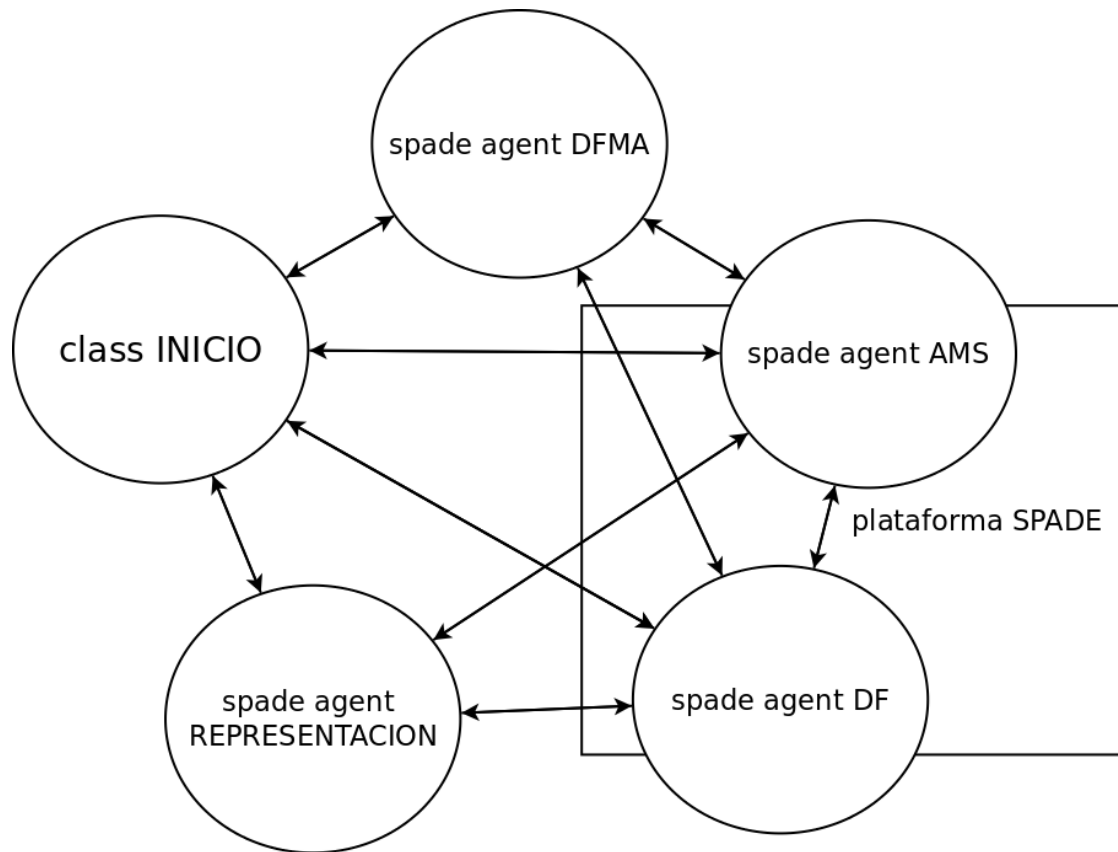 spade agent DFMA
class INICIO
spade agent AMS
plataforma SPADE
spade agent
REPRESENTACION
spade agent DF